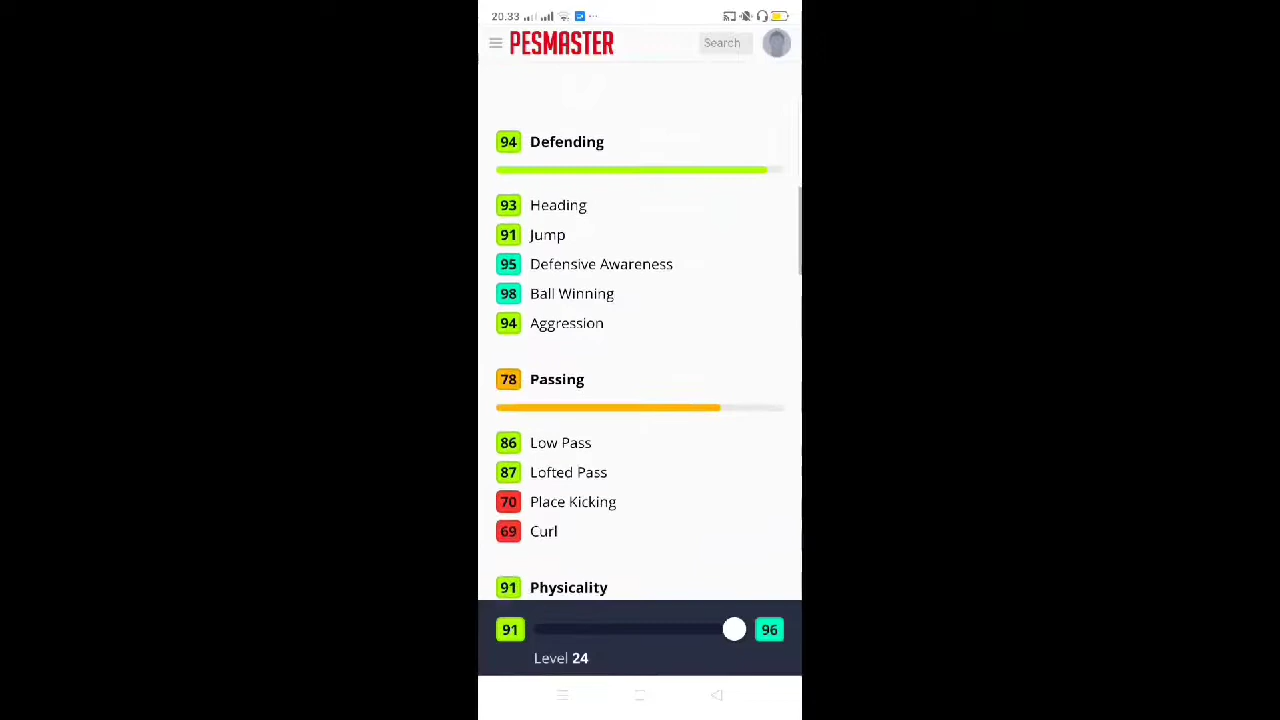 20.33
PESMASTER
Search
94 Defending
93 Heading
91 Jump
95 Defensive Awareness
98 Ball Winning
94 Aggression
78 Passing
86 Low Pass
87 Lofted Pass
70 Place Kicking
69 Curl
91 Physicality
91 96
Level 24